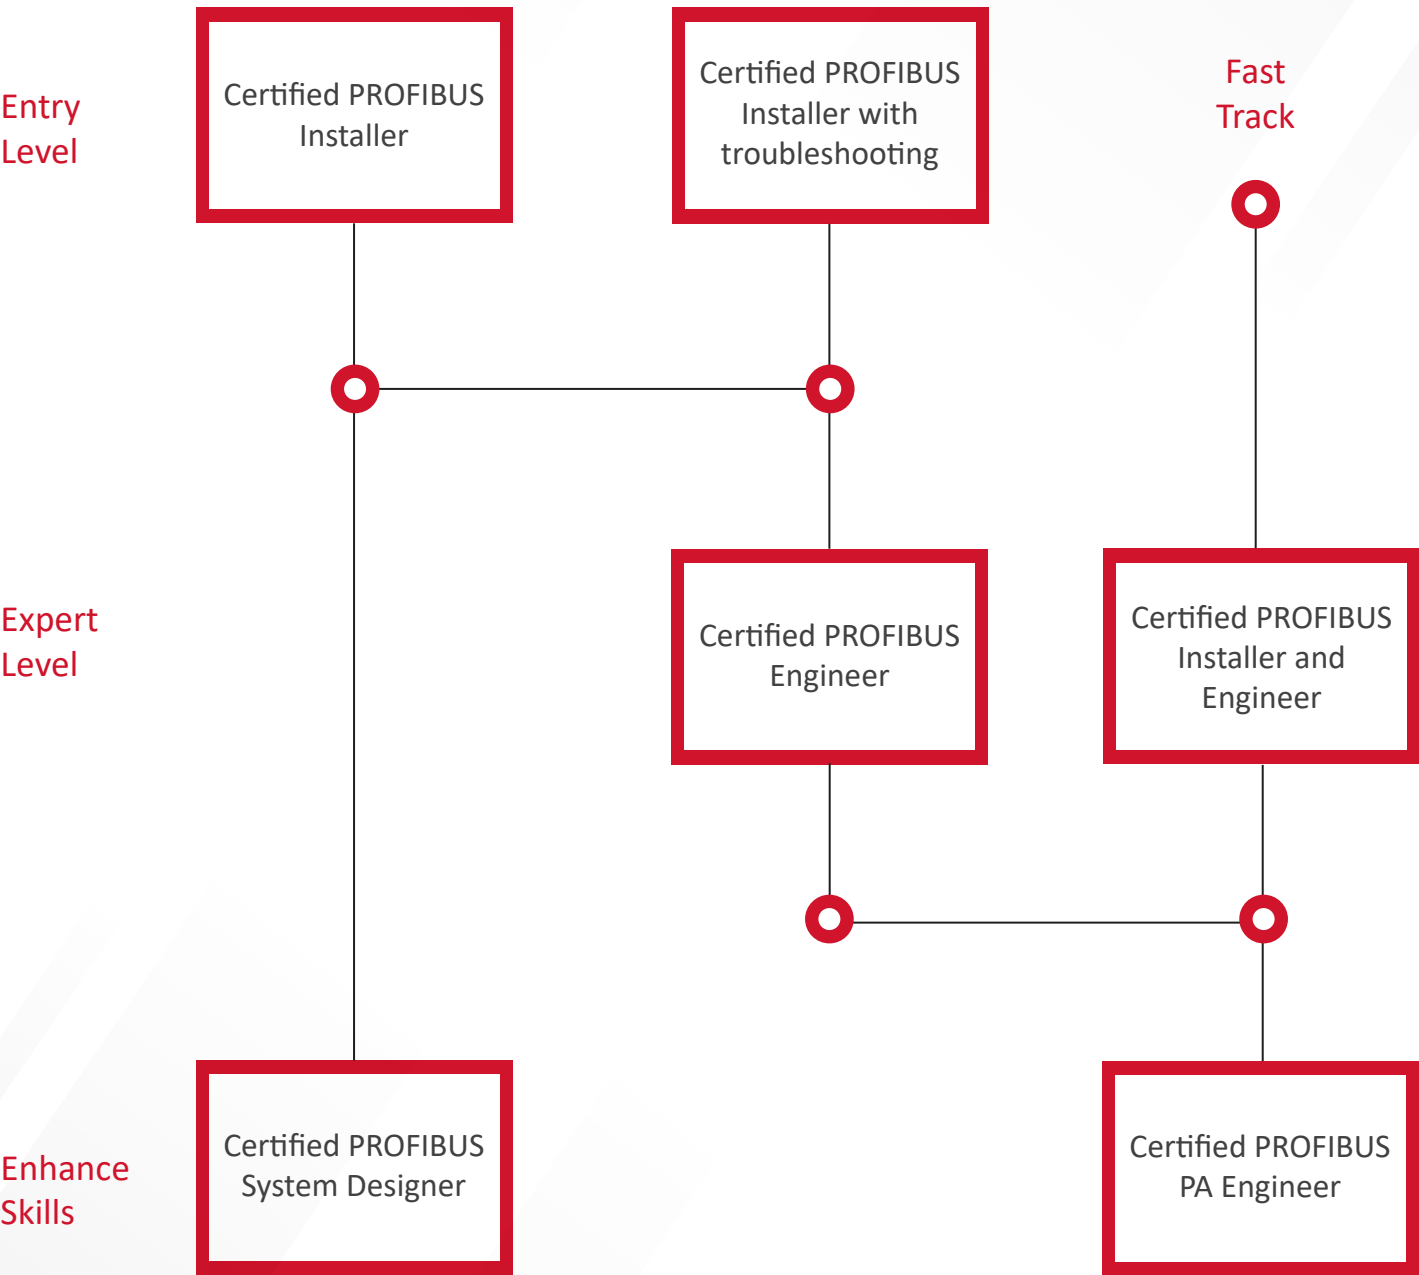 Entry
Level
Certified PROFIBUS
Installer
Certified PROFIBUS
Installer with
troubleshooting
Fast
Track
Expert
Level
Certified PROFIBUS
Engineer
Certified PROFIBUS
Installer and
Engineer
Enhance
Skills
Certified PROFIBUS
System Designer
Certified PROFIBUS
PA Engineer